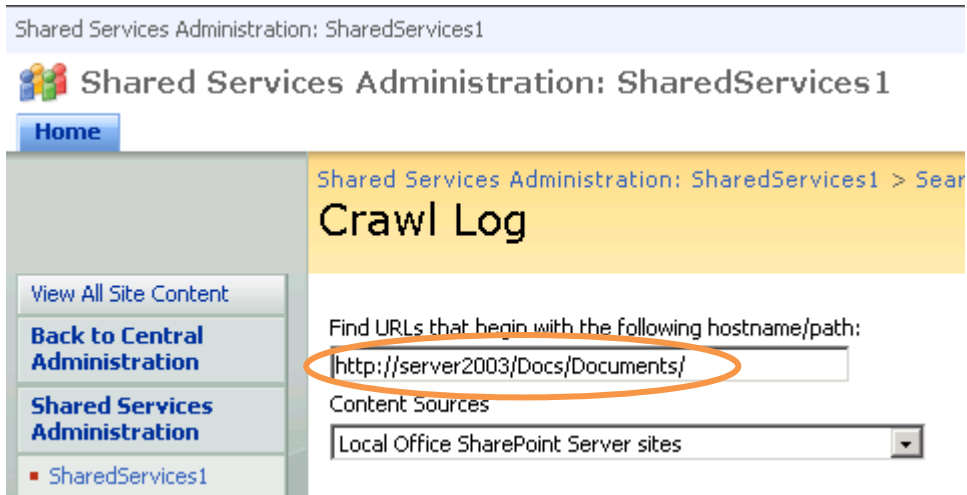 Shared Services Administration: SharedServices1
Shared Services Administration: SharedServices1
Home
Shared Services Administration: SharedServices1 > Sear
Crawl Log
View All Site Content
Back to Central
Administration
Shared Services
Administration
SharedServices1
Find URLs that begin with the following hostname/path:
http://server2003/Docs/Documents/
Content Sources
Local Office SharePoint Server sites